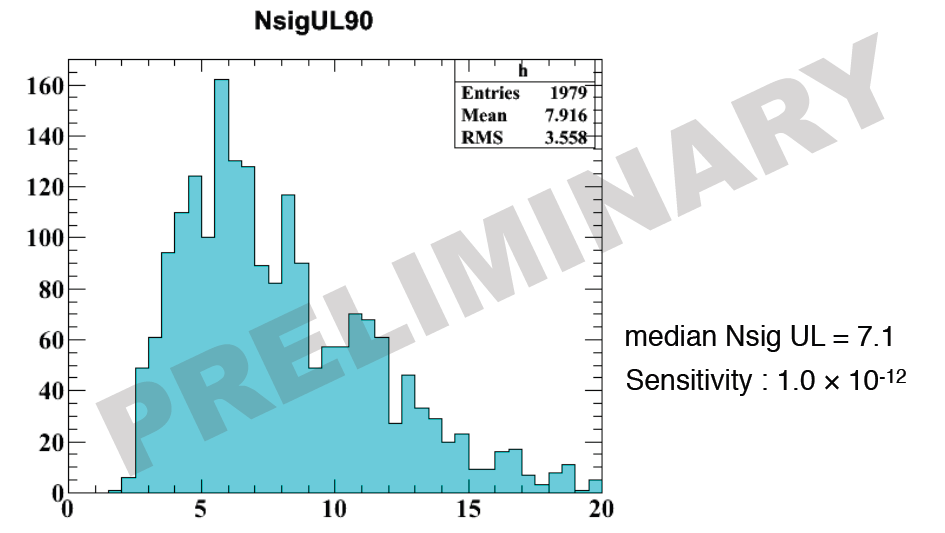 NsigUL90
h
Entries 1979
Mean 7.916
RMS 3.558
160
140
120
100
80
60
40
20
0
0 5 10 15 20
PRELIMINARY
median Nsig UL = 7.1
Sensitivity : 1.0 × 10-12